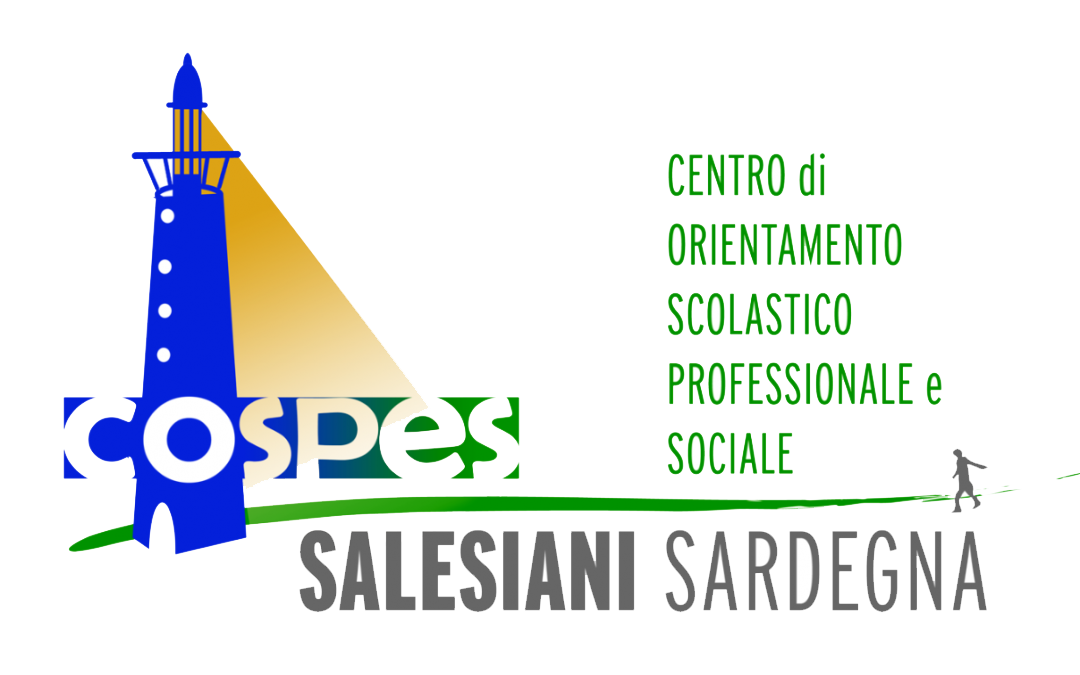 cospes
CENTRO di
ORIENTAMENTO
SCOLASTICO
PROFESSIONALE e
SOCIALE
SALESIANI SARDEGNA